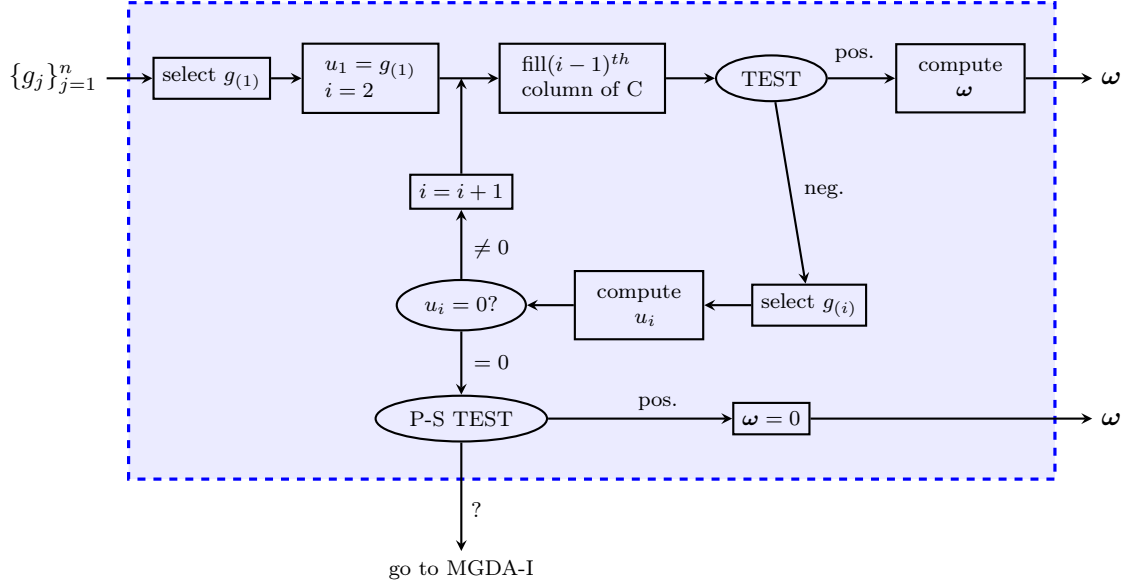 {g_j}_{j=1}^n
select g_{(1)}
u_1 = g_{(1)}
i = 2
fill(i − 1)^{th}
column of C
TEST
pos.
compute
ω
ω
neg.
i = i + 1
≠ 0
u_i = 0?
compute
u_i
select g_{(i)}
= 0
P-S TEST
pos.
ω = 0
ω
?
go to MGDA-I